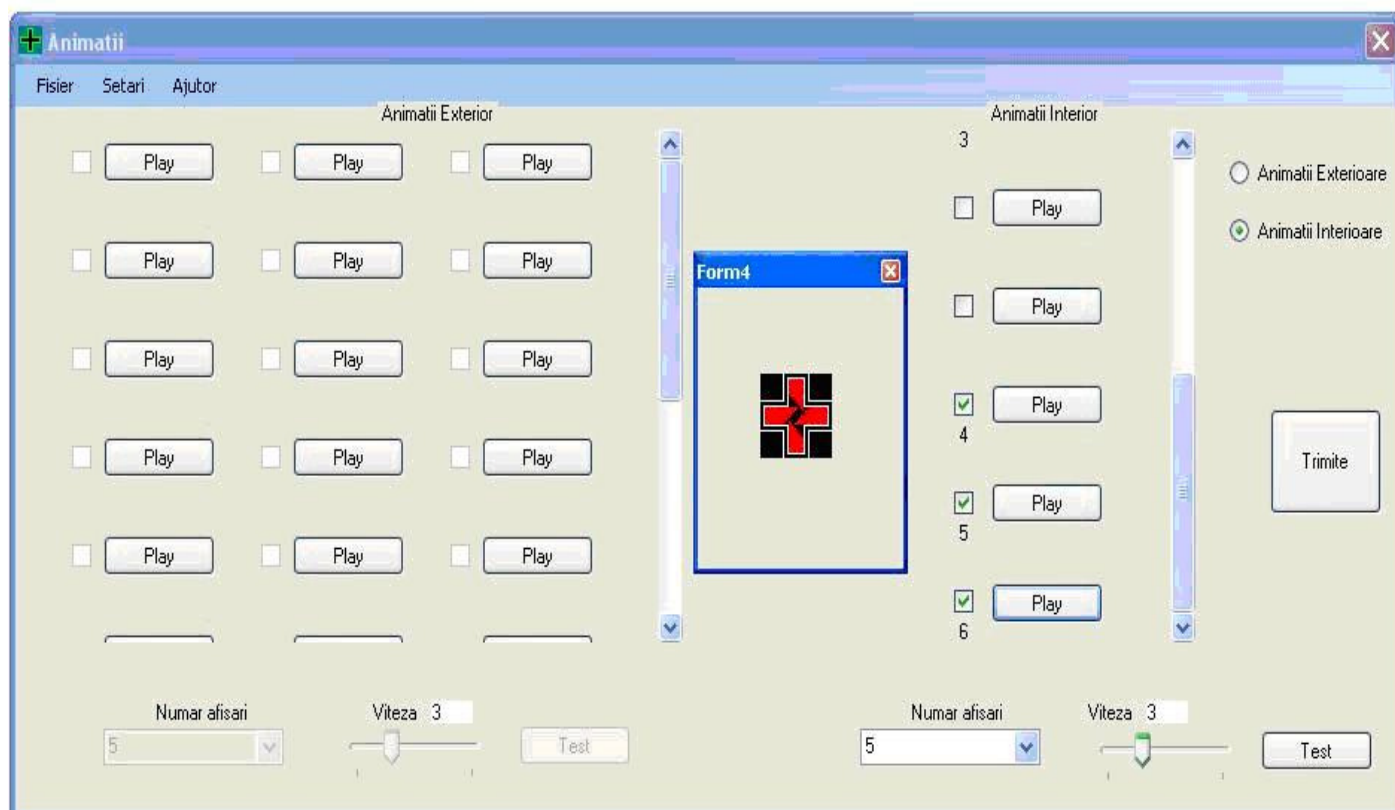 Animatii
Fisier Setari Ajutor
Animatii Exterior
Play Play Play
Play Play Play
Play Play Play
Play Play Play
Play Play Play
Form4
Animatii Interior
3
Play
Play
Play
4
Play
5
Play
6
Animatii Exterioare
Animatii Interioare
Trimite
Numar afisari Viteza 3
5 Test
Numar afisari Viteza 3
5 Test